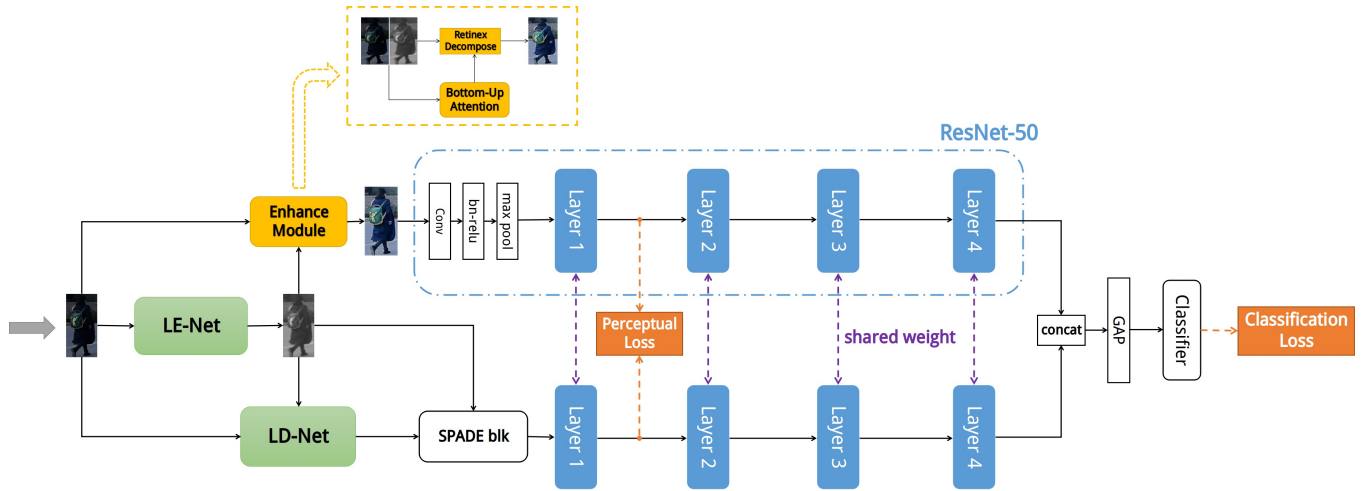 Retinex
Decompose
Bottom-Up
Attention
ResNet-50
Enhance
Module
Conv
bn-relu
max pool
Layer 1
Layer 2
Layer 3
Layer 4
LE-Net
Perceptual
Loss
shared weight
concat
GAP
Classifier
Classification
Loss
LD-Net
SPADE blk
Layer 1
Layer 2
Layer 3
Layer 4